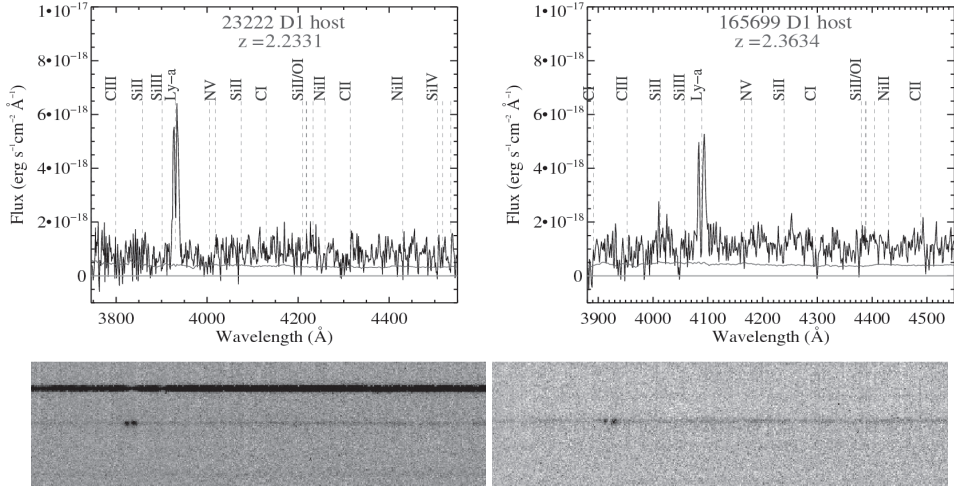 1•10⁻¹⁷
8•10⁻¹⁸
6•10⁻¹⁸
4•10⁻¹⁸
2•10⁻¹⁸
0
Flux (erg s⁻¹cm⁻² Å⁻¹)
23222 D1 host
z =2.2331
CIII
SiII
SiIII
Ly-a
NV
SiII
CI
SiII/OI
NiII
CII
NiII
SiIV
3800 4000 4200 4400
Wavelength (Å)
1•10⁻¹⁷
8•10⁻¹⁸
6•10⁻¹⁸
4•10⁻¹⁸
2•10⁻¹⁸
0
Flux (erg s⁻¹cm⁻² Å⁻¹)
165699 D1 host
z =2.3634
CI
CIII
SiII
SiIII
Ly-a
NV
SiII
CI
SiII/OI
NiII
CII
3900 4000 4100 4200 4300 4400 4500
Wavelength (Å)